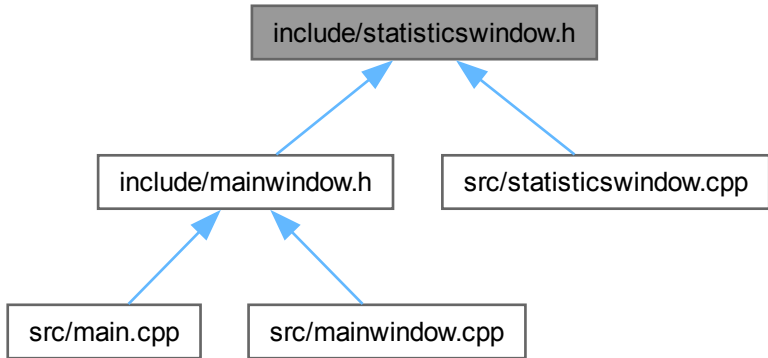 include/statisticswindow.h
include/mainwindow.h
src/statisticswindow.cpp
src/main.cpp
src/mainwindow.cpp